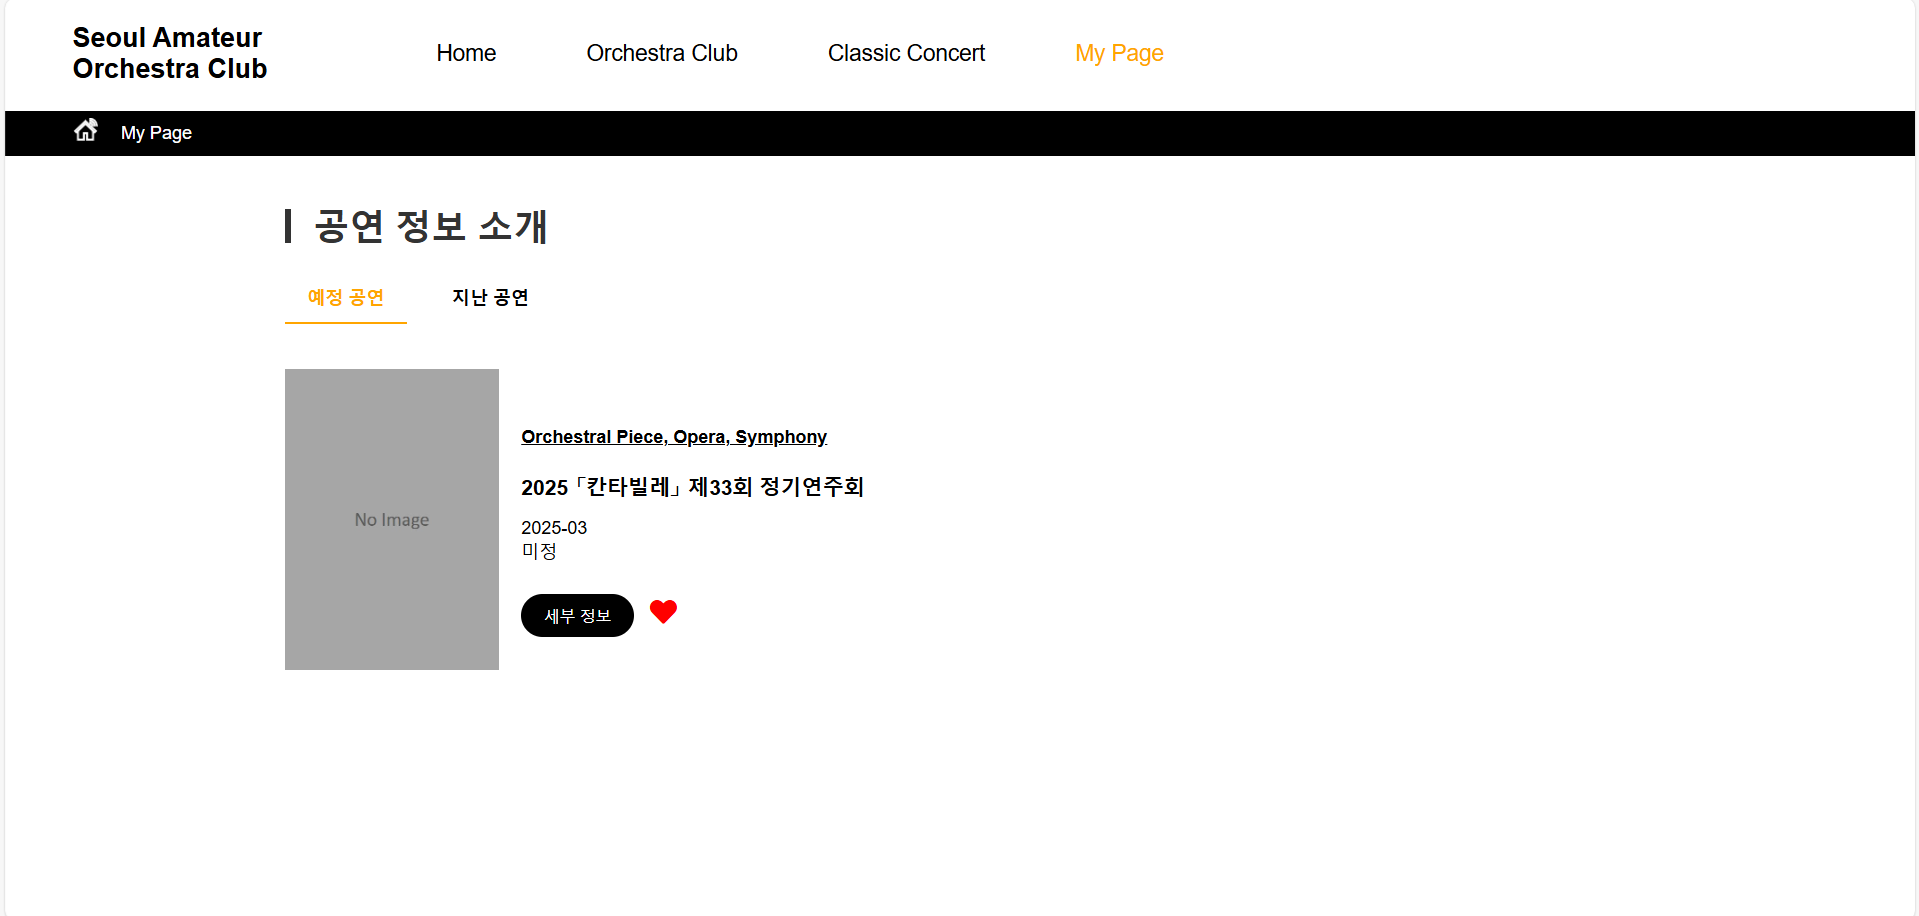 Seoul Amateur
Orchestra Club
Home
Orchestra Club
Classic Concert
My Page
My Page
공연 정보 소개
예정 공연
지난 공연
No Image
Orchestral Piece, Opera, Symphony
2025 「칸타빌레」 제33회 정기연주회
2025-03
미정
세부 정보